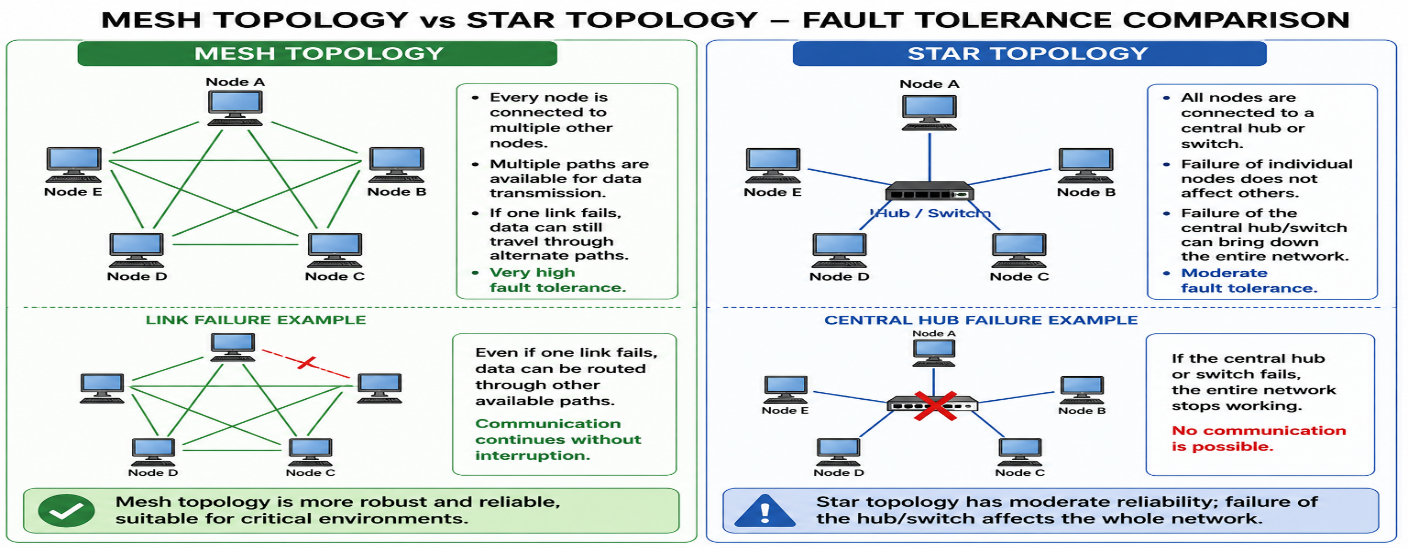 MESH TOPOLOGY vs STAR TOPOLOGY – FAULT TOLERANCE COMPARISON
MESH TOPOLOGY
Node A
Node E
Node B
Node D
Node C
• Every node is
connected to
multiple other
nodes.
• Multiple paths are
available for data
transmission.
• If one link fails,
data can still
travel through
alternate paths.
• Very high
fault tolerance.
LINK FAILURE EXAMPLE
Node D
Node C
Even if one link fails,
data can be routed
through other
available paths.
Communication
continues without
interruption.
Mesh topology is more robust and reliable,
suitable for critical environments.
STAR TOPOLOGY
Node A
Node E
Node B
Hub / Switch
Node D
Node C
• All nodes are
connected to a
central hub or
switch.
• Failure of individual
nodes does not
affect others.
• Failure of the
central hub/switch
can bring down
the entire network.
• Moderate
fault tolerance.
CENTRAL HUB FAILURE EXAMPLE
Node A
Node E
Node B
Node D
Node C
If the central hub
or switch fails,
the entire network
stops working.
No communication
is possible.
Star topology has moderate reliability; failure of
the hub/switch affects the whole network.